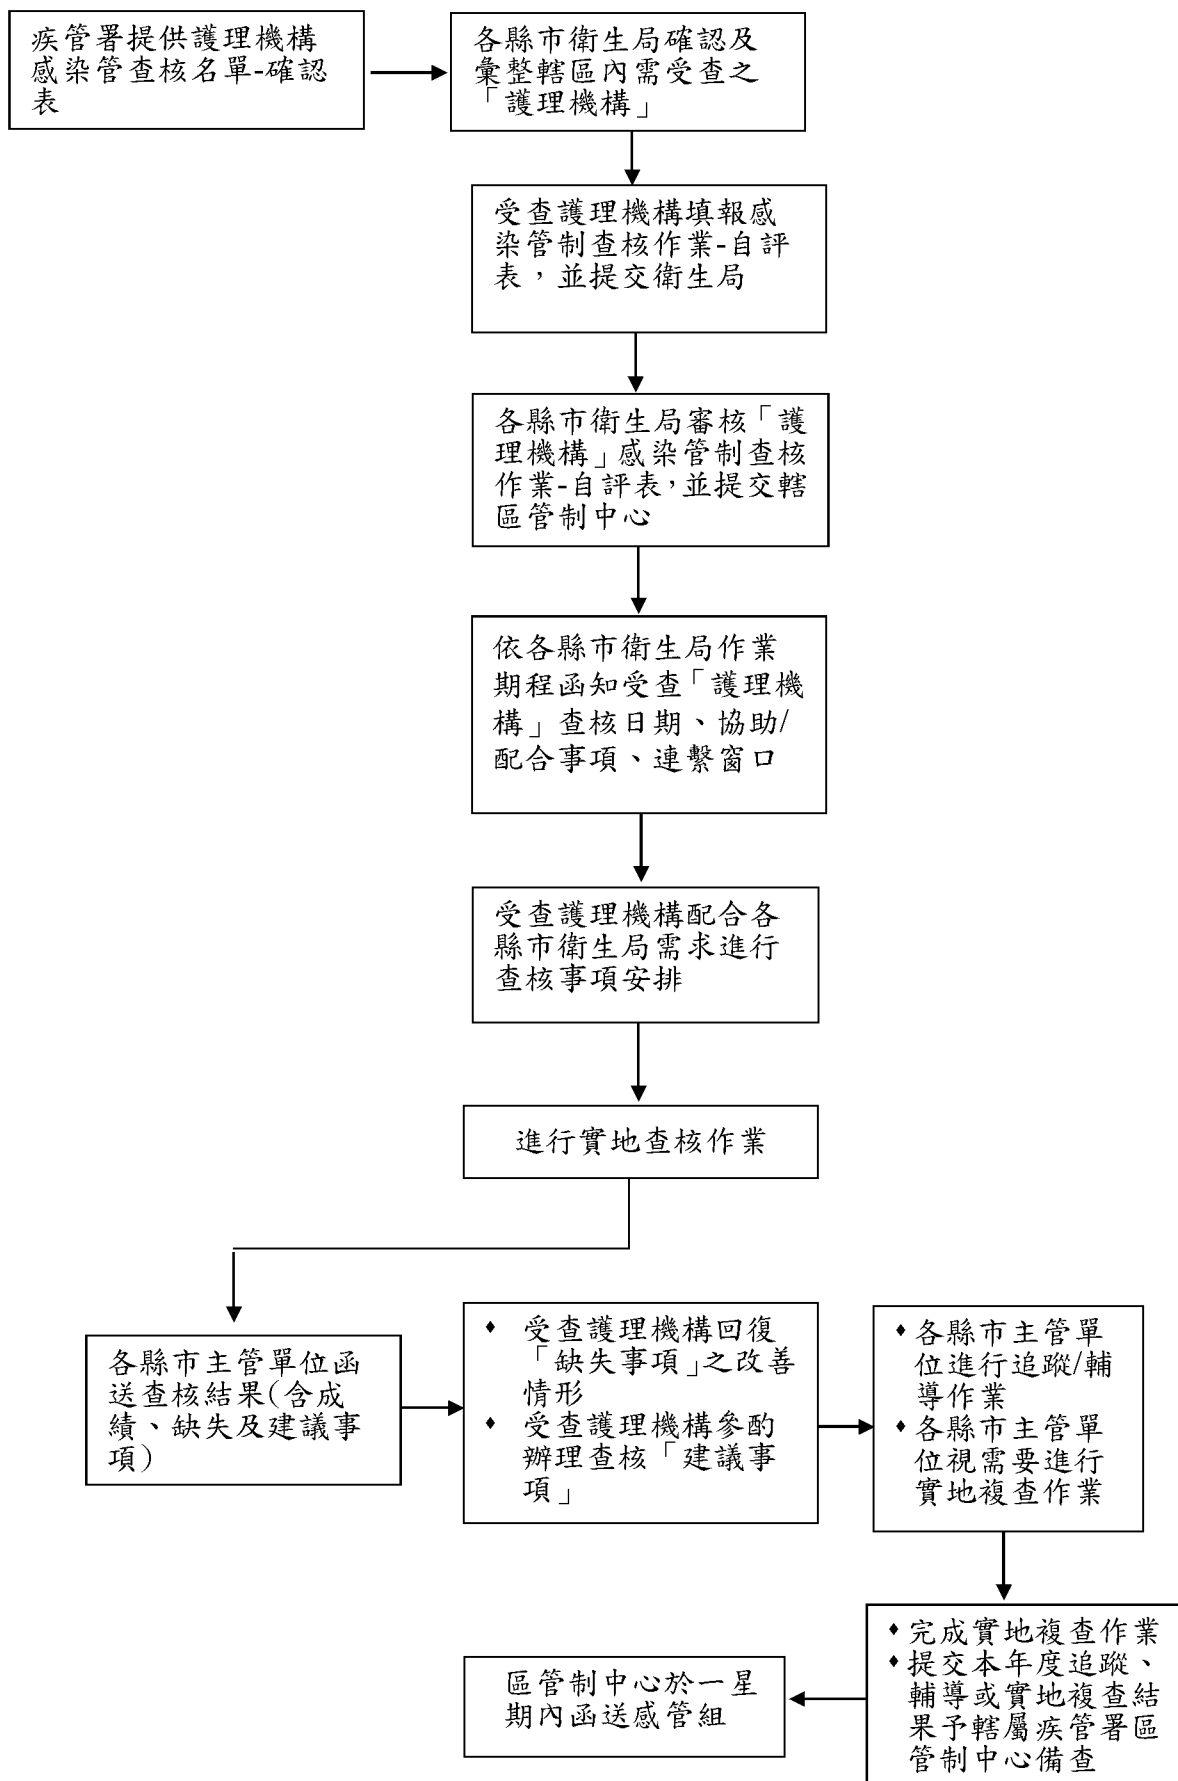 疾管署提供護理機構
感染管查核名單-確認
表
各縣市衛生局確認及
彙整轄區內需受查之
「護理機構」
受查護理機構填報感
染管制查核作業-自評
表，並提交衛生局
各縣市衛生局審核「護
理機構」感染管制查核
作業-自評表，並提交轄
區管制中心
依各縣市衛生局作業
期程函知受查「護理機
構」查核日期、協助/
配合事項、連繫窗口
受查護理機構配合各
縣市衛生局需求進行
查核事項安排
進行實地查核作業
各縣市主管單位函
送查核結果(含成
績、缺失及建議事
項)
♦ 受查護理機構回復
「缺失事項」之改善
情形
♦ 受查護理機構參酌
辦理查核「建議事
項」
♦ 各縣市主管單
位進行追蹤/輔
導作業
♦ 各縣市主管單
位視需要進行
實地複查作業
♦ 完成實地複查作業
♦ 提交本年度追蹤、
輔導或實地複查結
果予轄屬疾管署區
管制中心備查
區管制中心於一星
期內函送感管組